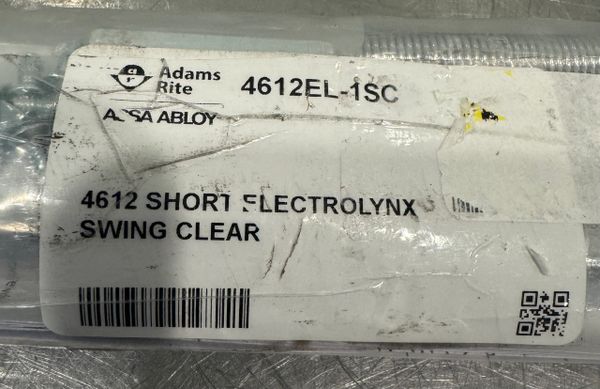 Adams
Rite
4612EL-1SC
ASSA ABLOY
4612 SHORT ELECTROLYNX
SWING CLEAR